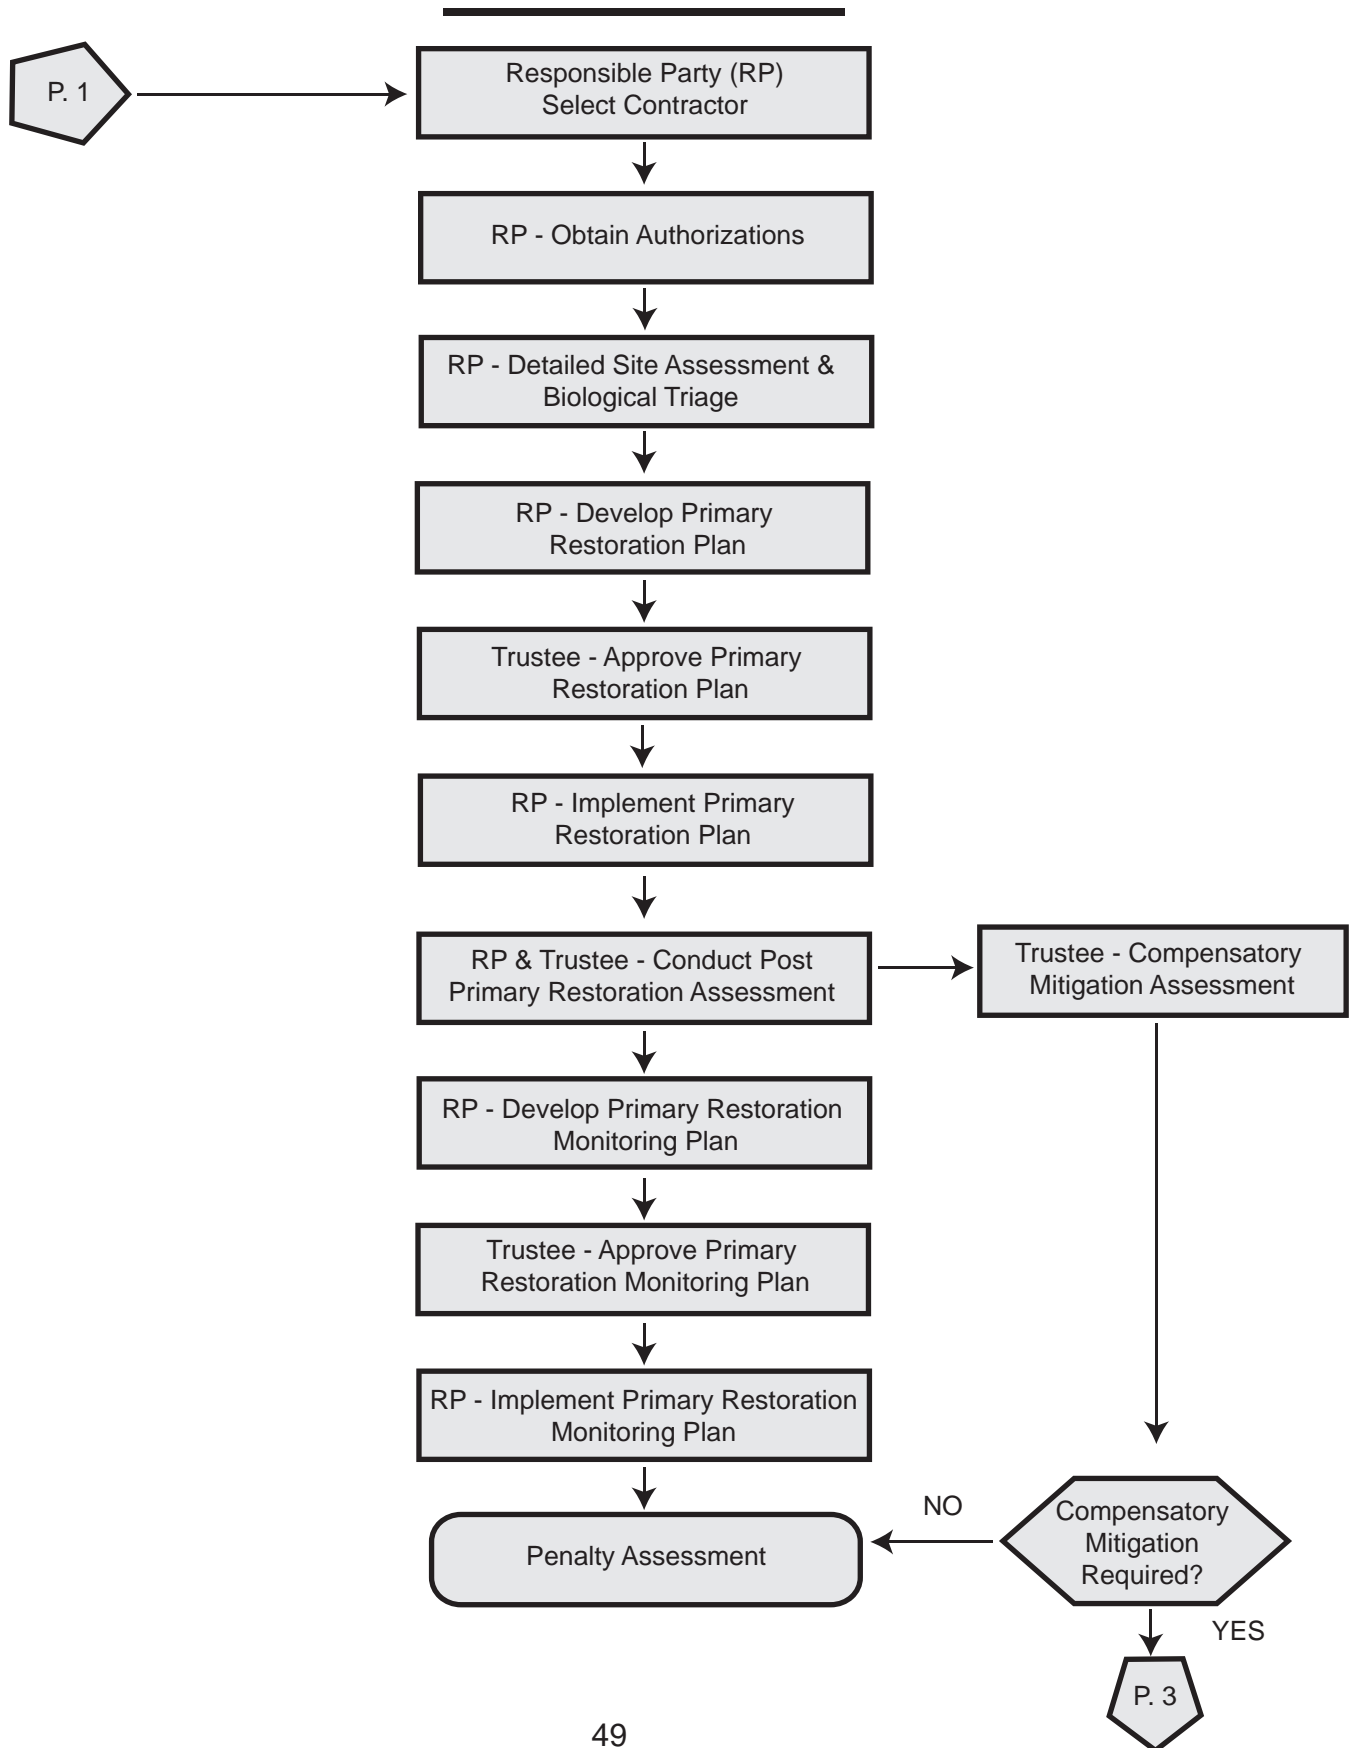 P. 1
Responsible Party (RP)
Select Contractor
RP - Obtain Authorizations
RP - Detailed Site Assessment &
Biological Triage
RP - Develop Primary
Restoration Plan
Trustee - Approve Primary
Restoration Plan
RP - Implement Primary
Restoration Plan
RP & Trustee - Conduct Post
Primary Restoration Assessment
Trustee - Compensatory
Mitigation Assessment
RP - Develop Primary Restoration
Monitoring Plan
Trustee - Approve Primary
Restoration Monitoring Plan
RP - Implement Primary Restoration
Monitoring Plan
Penalty Assessment
NO
Compensatory
Mitigation
Required?
YES
P. 3
49